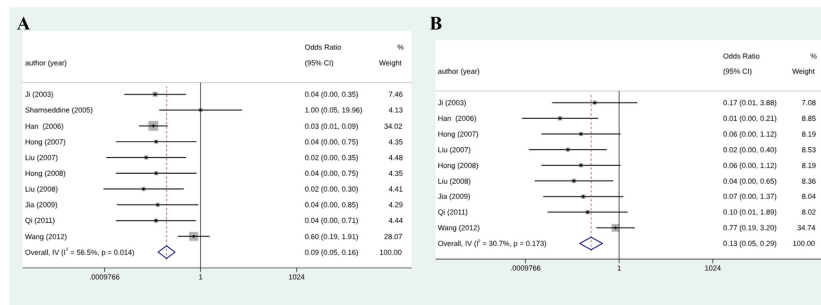 A
Odds Ratio %
author (year) (95% CI) Weight
Ji (2003) 0.04 (0.00, 0.35) 7.46
Shamseddine (2005) 1.00 (0.05, 19.96) 4.13
Han (2006) 0.03 (0.01, 0.09) 34.02
Hong (2007) 0.04 (0.00, 0.75) 4.35
Liu (2007) 0.02 (0.00, 0.35) 4.48
Hong (2008) 0.04 (0.00, 0.75) 4.35
Liu (2008) 0.02 (0.00, 0.30) 4.41
Jia (2009) 0.04 (0.00, 0.85) 4.29
Qi (2011) 0.04 (0.00, 0.71) 4.44
Wang (2012) 0.60 (0.19, 1.91) 28.07
Overall, IV (I² = 56.5%, p = 0.014) 0.09 (0.05, 0.16) 100.00
.0009766 1 1024
B
Odds Ratio %
author (year) (95% CI) Weight
Ji (2003) 0.17 (0.01, 3.88) 7.08
Han (2006) 0.01 (0.00, 0.21) 8.85
Hong (2007) 0.06 (0.00, 1.12) 9.19
Liu (2007) 0.02 (0.00, 0.40) 8.53
Hong (2008) 0.06 (0.00, 1.12) 9.19
Liu (2008) 0.04 (0.00, 0.65) 8.36
Jia (2009) 0.07 (0.00, 1.37) 8.04
Qi (2011) 0.10 (0.01, 1.89) 8.02
Wang (2012) 0.77 (0.19, 3.20) 34.74
Overall, IV (I² = 30.7%, p = 0.173) 0.13 (0.05, 0.29) 100.00
.0009766 1 1024